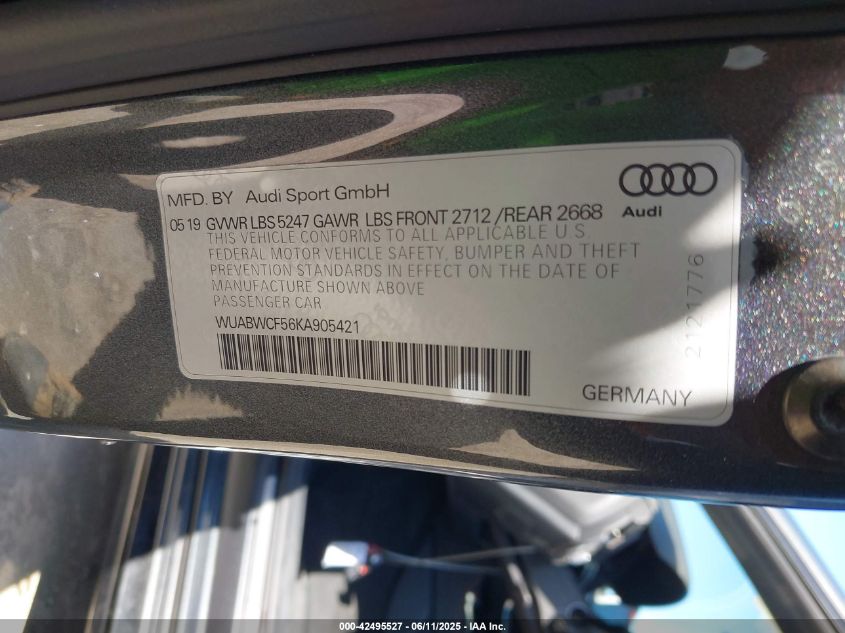 MFD. BY Audi Sport GmbH
Audi
05 19 GVWR LBS 5247 GAWR LBS FRONT 2712 /REAR 2668
THIS VEHICLE CONFORMS TO ALL APPLICABLE U.S.
FEDERAL MOTOR VEHICLE SAFETY, BUMPER AND THEFT
PREVENTION STANDARDS IN EFFECT ON THE DATE OF
MANUFACTURE SHOWN ABOVE
PASSENGER CAR
WUABWCF56KA905421
2121776
GERMANY
000-42495527 - 06/11/2025 - IAA Inc.